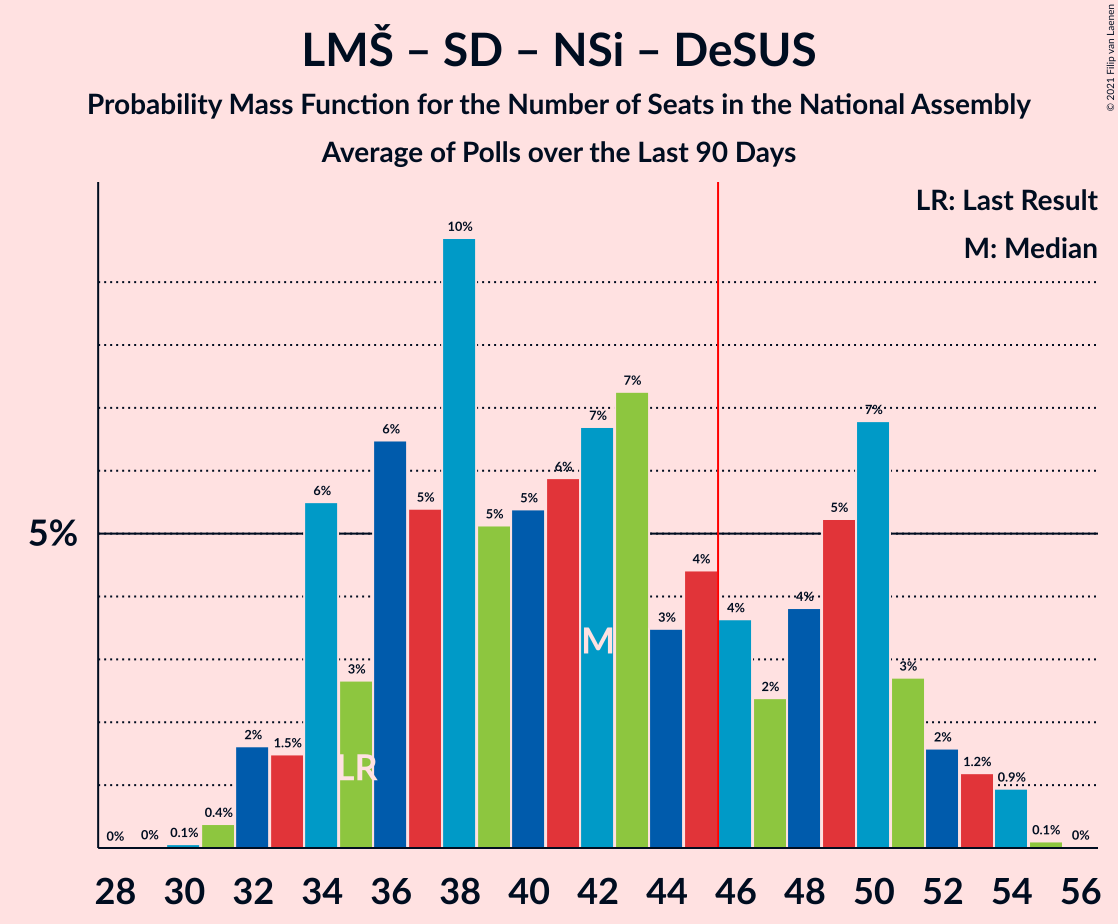 LMŠ – SD – NSi – DeSUS
Probability Mass Function for the Number of Seats in the National Assembly
Average of Polls over the Last 90 Days
© 2021 Filip van Laenen
LR: Last Result
M: Median
5%
0% 0% 0.1% 0.4% 2% 1.5% 6% 3% 6% 5% 10% 5% 5% 6% 7% 7% 3% 4% 4% 2% 4% 5% 7% 3% 2% 1.2% 0.9% 0.1% 0%
M
LR
28 30 32 34 36 38 40 42 44 46 48 50 52 54 56